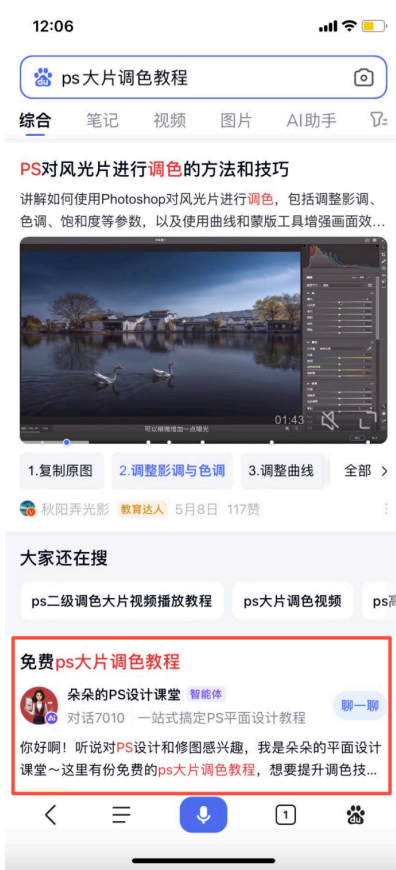 12:06
ps大片调色教程
综合 笔记 视频 图片 AI助手
PS对风光片进行调色的方法和技巧
讲解如何使用Photoshop对风光片进行调色，包括调整影调、
色调、饱和度等参数，以及使用曲线和蒙版工具增强画面效...
可以稍微增加一点曝光
01:43
1.复制原图 2.调整影调与色调 3.调整曲线 全部
秋阳弄光影 教育达人 5月8日 117赞
大家还在搜
ps二级调色大片视频播放教程 ps大片调色视频 ps高
免费ps大片调色教程
朵朵的PS设计课堂 智能体
Ai 对话7010 一站式搞定PS平面设计教程 聊一聊
你好啊！听说对PS设计和修图感兴趣，我是朵朵的平面设计
课堂～这里有份免费的ps大片调色教程，想要提升调色技...
1 du